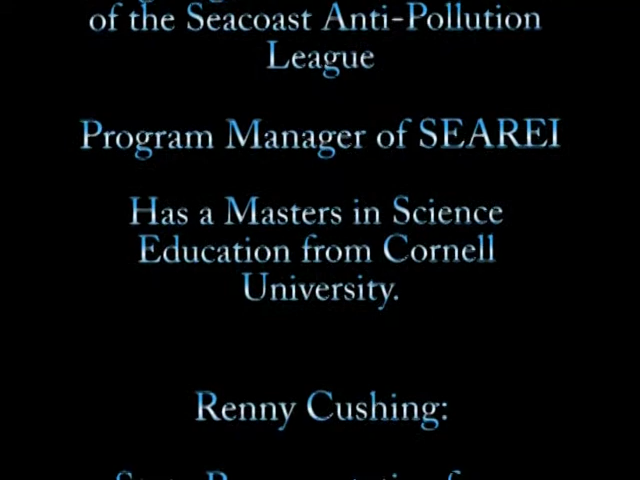 of the Seacoast Anti-Pollution
League
Program Manager of SEAREI
Has a Masters in Science
Education from Cornell
University.
Renny Cushing: